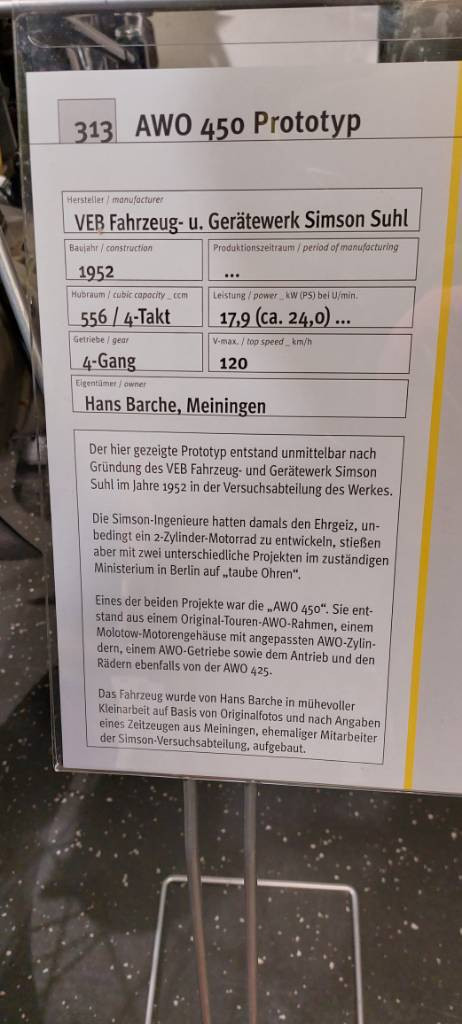 313 AWO 450 Prototyp
Hersteller / manufacturer
VEB Fahrzeug- u. Gerätewerk Simson Suhl
Baujahr / construction
1952
Produktionszeitraum / period of manufacturing
...
Hubraum / cubic capacity _ ccm
556 / 4-Takt
Leistung / power _ kW (PS) bei U/min.
17,9 (ca. 24,0) ...
Getriebe / gear
4-Gang
V-max. / top speed _ km/h
120
Eigentümer / owner
Hans Barche, Meiningen
Der hier gezeigte Prototyp entstand unmittelbar nach
Gründung des VEB Fahrzeug- und Gerätewerk Simson
Suhl im Jahre 1952 in der Versuchsabteilung des Werkes.
Die Simson-Ingenieure hatten damals den Ehrgeiz, un-
bedingt ein 2-Zylinder-Motorrad zu entwickeln, stießen
aber mit zwei unterschiedliche Projekten im zuständigen
Ministerium in Berlin auf „taube Ohren“.
Eines der beiden Projekte war die „AWO 450“. Sie ent-
stand aus einem Original-Touren-AWO-Rahmen, einem
Molotow-Motorengehäuse mit angepassten AWO-Zylin-
dern, einem AWO-Getriebe sowie dem Antrieb und den
Rädern ebenfalls von der AWO 425.
Das Fahrzeug wurde von Hans Barche in mühevoller
Kleinarbeit auf Basis von Originalfotos und nach Angaben
eines Zeitzeugen aus Meiningen, ehemaliger Mitarbeiter
der Simson-Versuchsabteilung, aufgebaut.